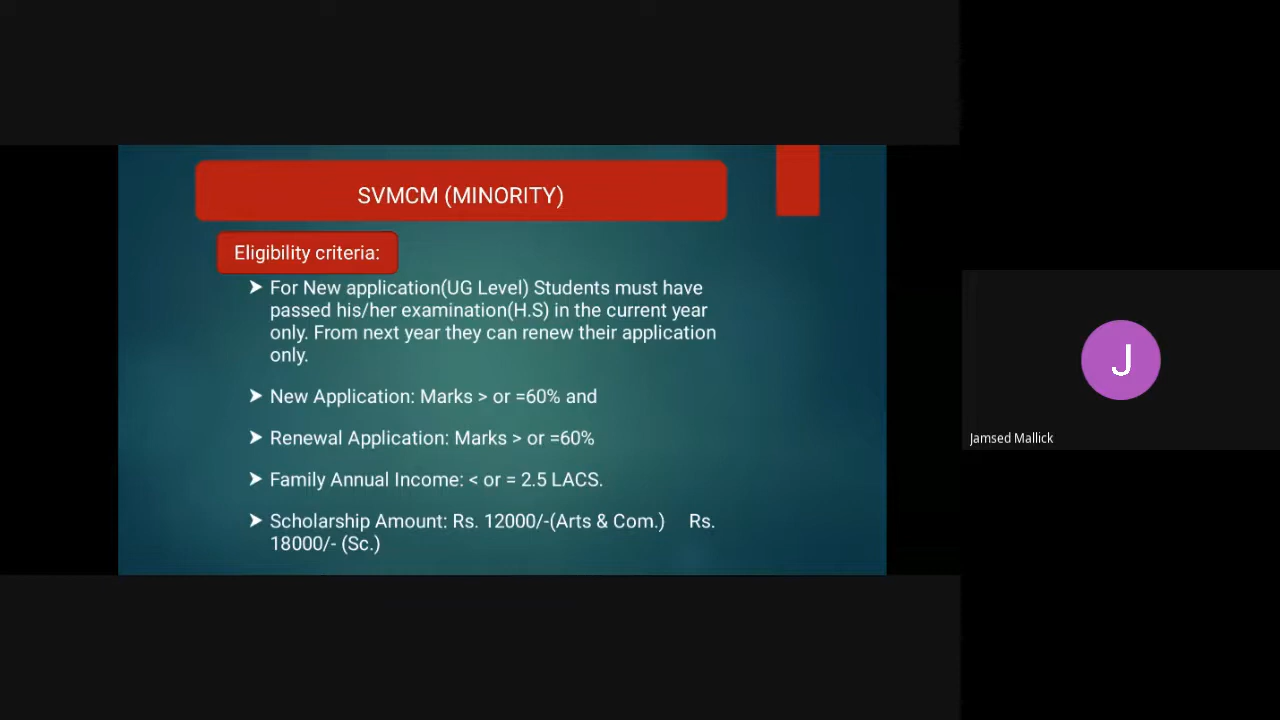 SVMCM (MINORITY)
Eligibility criteria:
➤ For New application(UG Level) Students must have
passed his/her examination(H.S) in the current year
only. From next year they can renew their application
only.
➤ New Application: Marks > or =60% and
➤ Renewal Application: Marks > or =60%
➤ Family Annual Income: < or = 2.5 LACS.
➤ Scholarship Amount: Rs. 12000/-(Arts & Com.) Rs.
18000/- (Sc.)
J
Jamsed Mallick